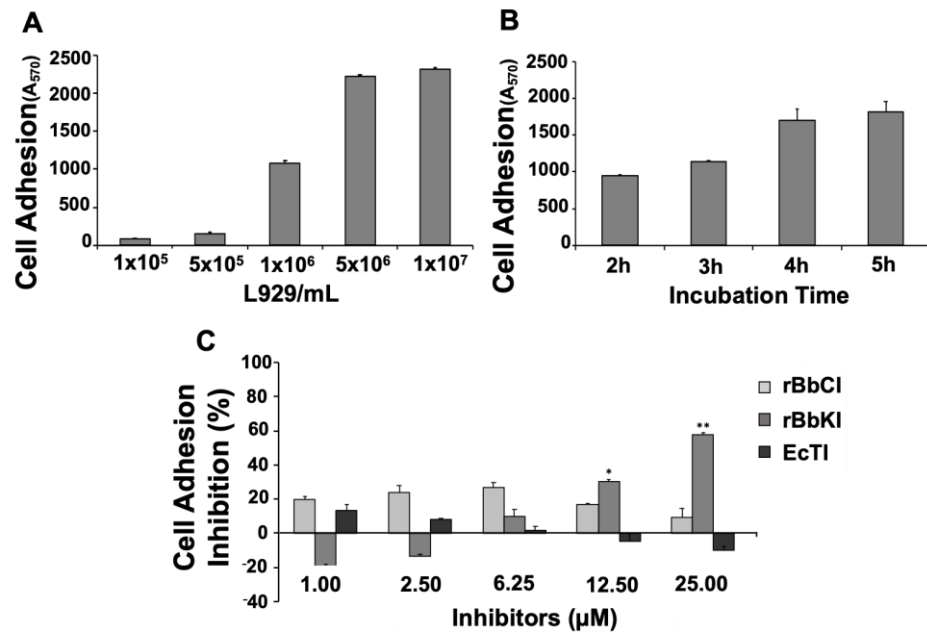 A
Cell Adhesion(A570)
2500
2000
1500
1000
500
0
1x10⁵ 5x10⁵ 1x10⁶ 5x10⁶ 1x10⁷
L929/mL
B
Cell Adhesion(A570)
2500
2000
1500
1000
500
0
2h 3h 4h 5h
Incubation Time
C
Cell Adhesion
Inhibition (%)
100
80
60
40
20
0
-20
-40
* **
1.00 2.50 6.25 12.50 25.00
Inhibitors (µM)
rBbCI
rBbKI
EcTI